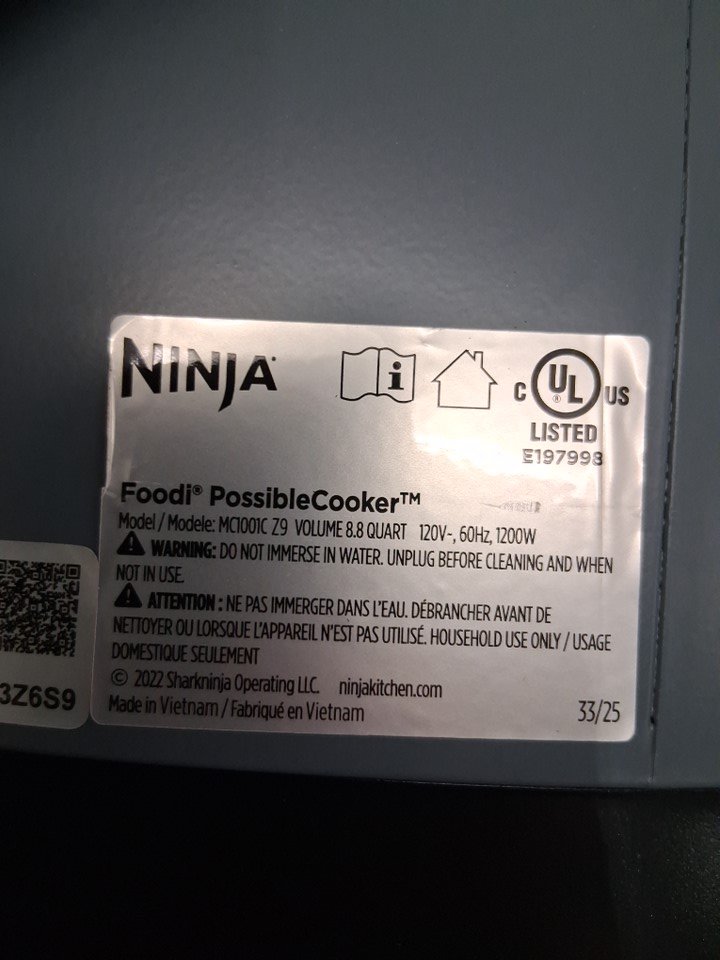 NINJA
i
C UL US
®
LISTED
E197998
Foodi® PossibleCooker™
Model / Modele: MC1001C Z9 VOLUME 8.8 QUART 120V~, 60Hz, 1200W
WARNING: DO NOT IMMERSE IN WATER. UNPLUG BEFORE CLEANING AND WHEN
NOT IN USE.
ATTENTION : NE PAS IMMERGER DANS L'EAU. DÉBRANCHER AVANT DE
NETTOYER OU LORSQUE L'APPAREIL N'EST PAS UTILISÉ. HOUSEHOLD USE ONLY / USAGE
DOMESTIQUE SEULEMENT
© 2022 Sharkninja Operating LLC. ninjakitchen.com
Made in Vietnam / Fabriqué en Vietnam 33/25
3Z6S9